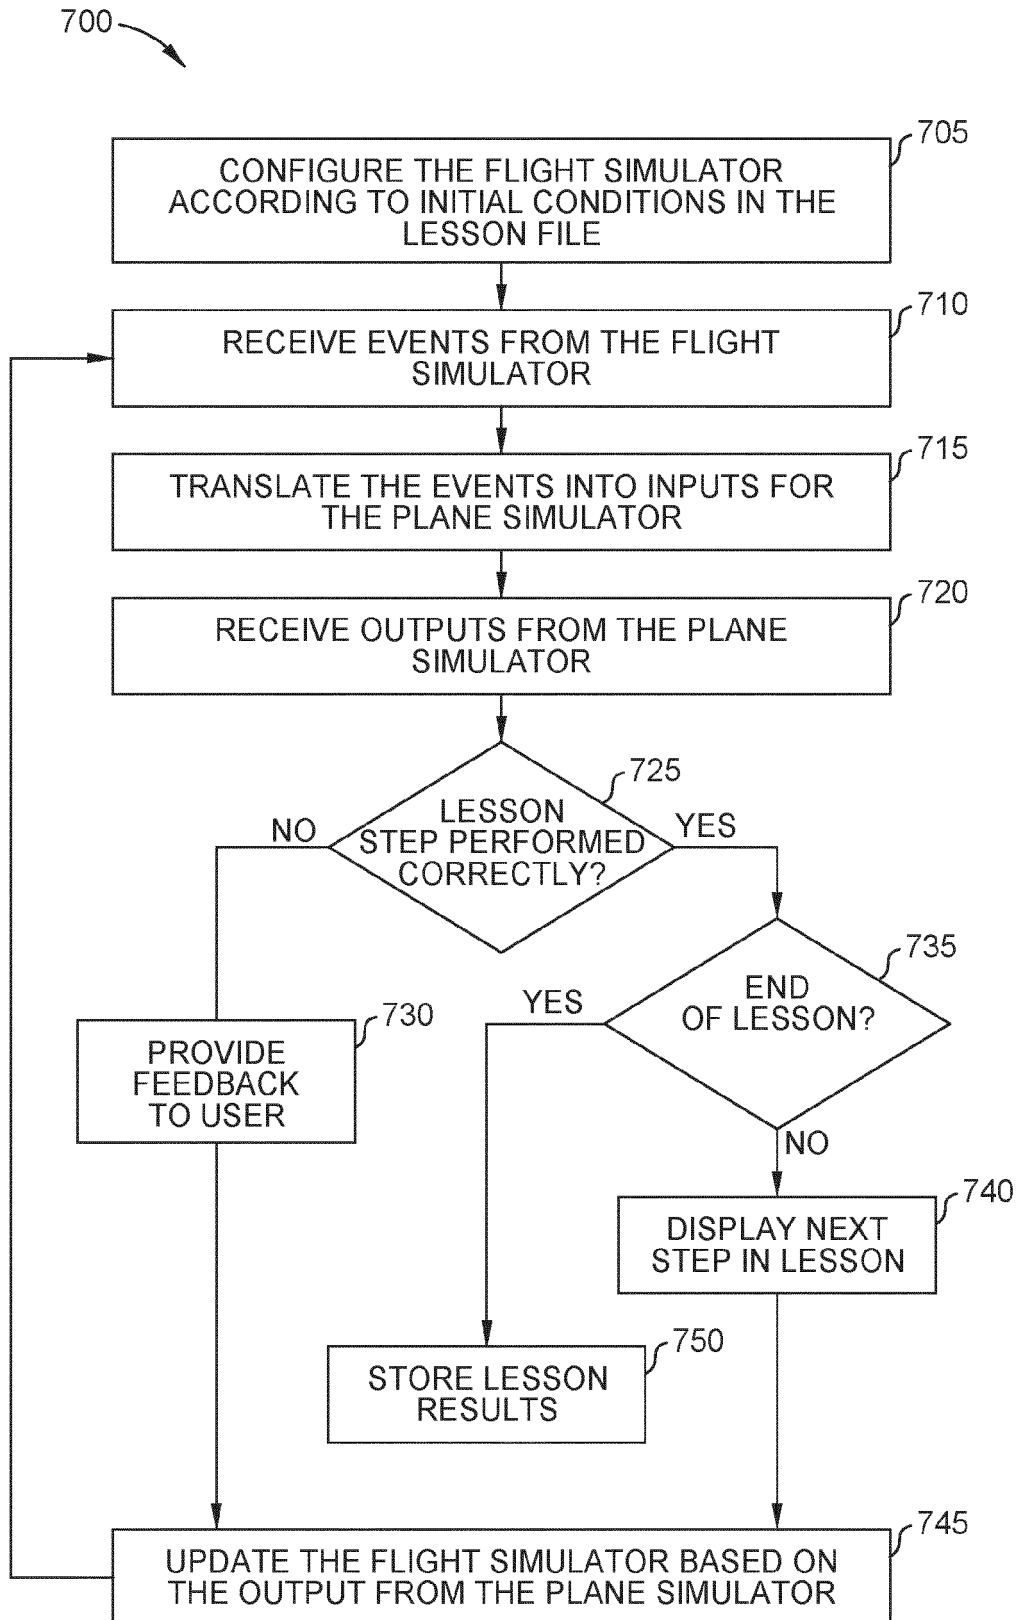 700
705
CONFIGURE THE FLIGHT SIMULATOR
ACCORDING TO INITIAL CONDITIONS IN THE
LESSON FILE
710
RECEIVE EVENTS FROM THE FLIGHT
SIMULATOR
715
TRANSLATE THE EVENTS INTO INPUTS FOR
THE PLANE SIMULATOR
720
RECEIVE OUTPUTS FROM THE PLANE
SIMULATOR
725
LESSON
STEP PERFORMED
CORRECTLY?
NO
YES
735
END
OF LESSON?
YES
NO
730
PROVIDE
FEEDBACK
TO USER
740
DISPLAY NEXT
STEP IN LESSON
750
STORE LESSON
RESULTS
745
UPDATE THE FLIGHT SIMULATOR BASED ON
THE OUTPUT FROM THE PLANE SIMULATOR